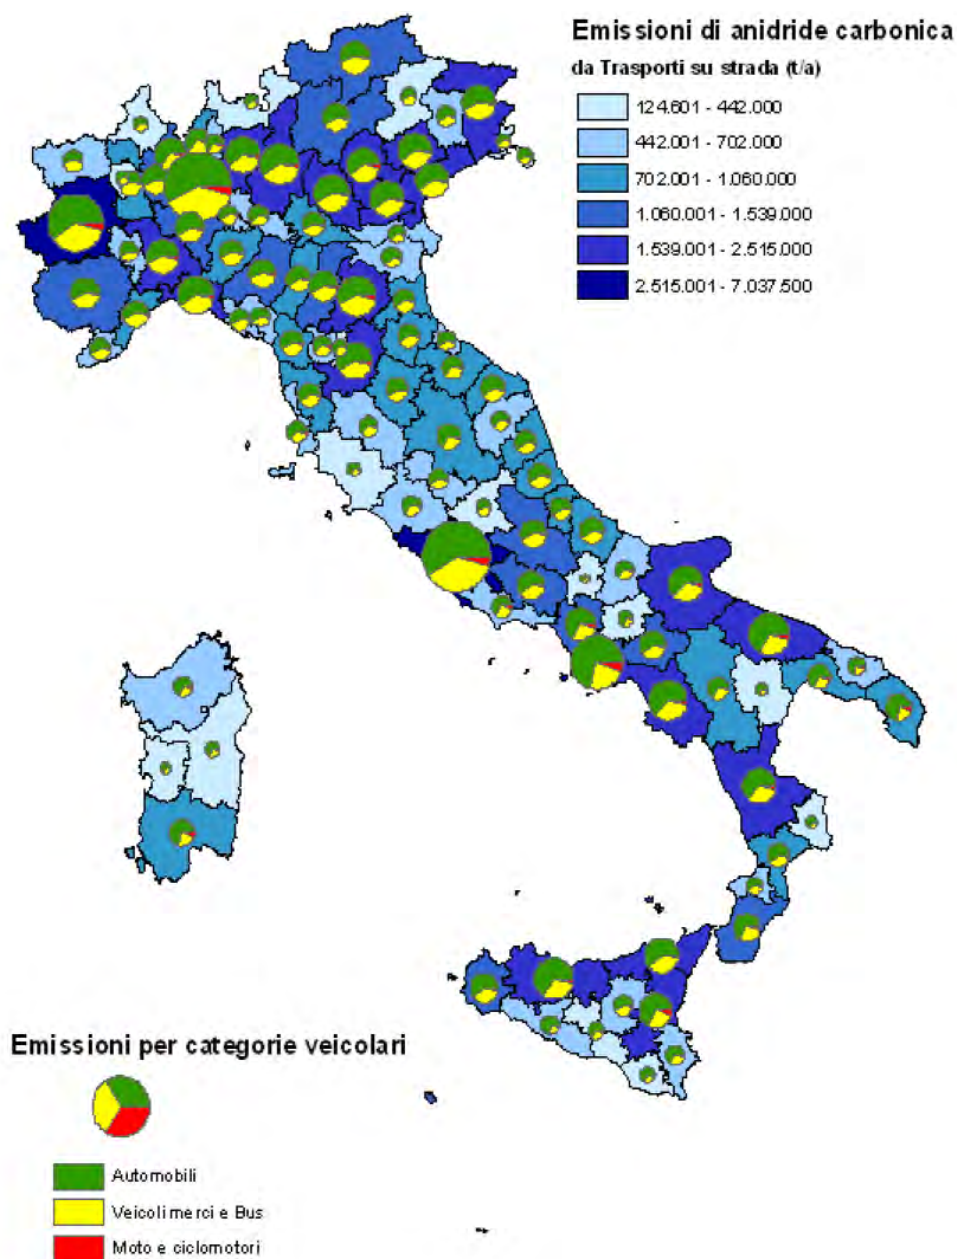 Emissioni di anidride carbonica
da Trasporti su strada (t/a)
124.601 - 442.000
442.001 - 702.000
702.001 - 1.060.000
1.060.001 - 1.539.000
1.539.001 - 2.515.000
2.515.001 - 7.037.500
Emissioni per categorie veicolari
Automobili
Veicoli merci e Bus
Moto e ciclomotori